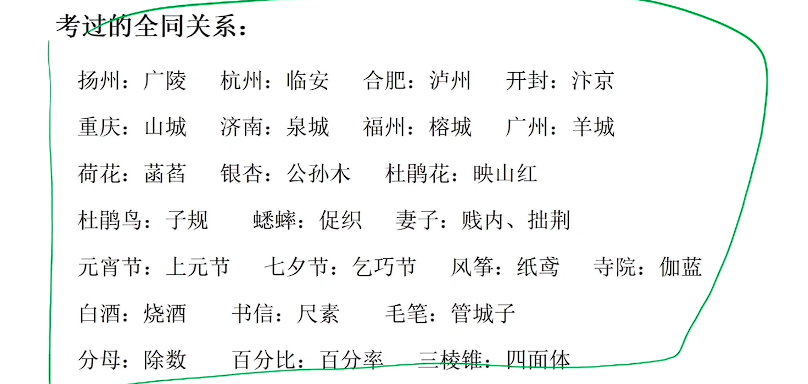 考过的全同关系：
扬州：广陵 杭州：临安 合肥：泸州 开封：汴京
重庆：山城 济南：泉城 福州：榕城 广州：羊城
荷花：菡萏 银杏：公孙木 杜鹃花：映山红
杜鹃鸟：子规 蟋蟀：促织 妻子：贱内、拙荆
元宵节：上元节 七夕节：乞巧节 风筝：纸鸢 寺院：伽蓝
白酒：烧酒 书信：尺素 毛笔：管城子
分母：除数 百分比：百分率 三棱锥：四面体